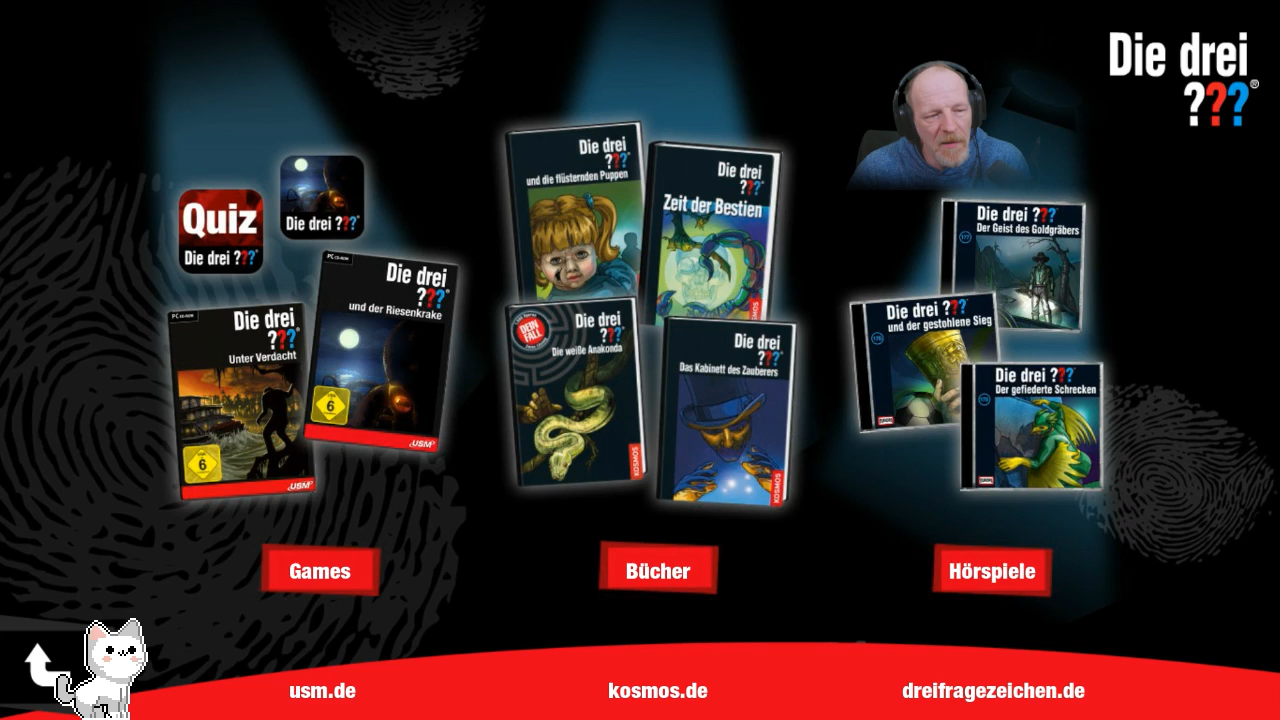 Die drei
???®
Quiz
Die drei ???
Die drei ???
PC CD-ROM
Die drei
???
und der Riesenkrake
6
USM
PC CD-ROM
Die drei
???
Unter Verdacht
6
USM
Die drei
???
und die flüsternden Puppen
Die drei
???
Zeit der Bestien
KOSMOS
DEIN
FALL
Die drei
???
Die weiße Anakonda
KOSMOS
Die drei
???
Das Kabinett des Zauberers
KOSMOS
Die drei ???
Der Geist des Goldgräbers
177
Die drei ???
und der gestohlene Sieg
Die drei ???
Der gefiederte Schrecken
Games
Bücher
Hörspiele
usm.de
kosmos.de
dreifragezeichen.de